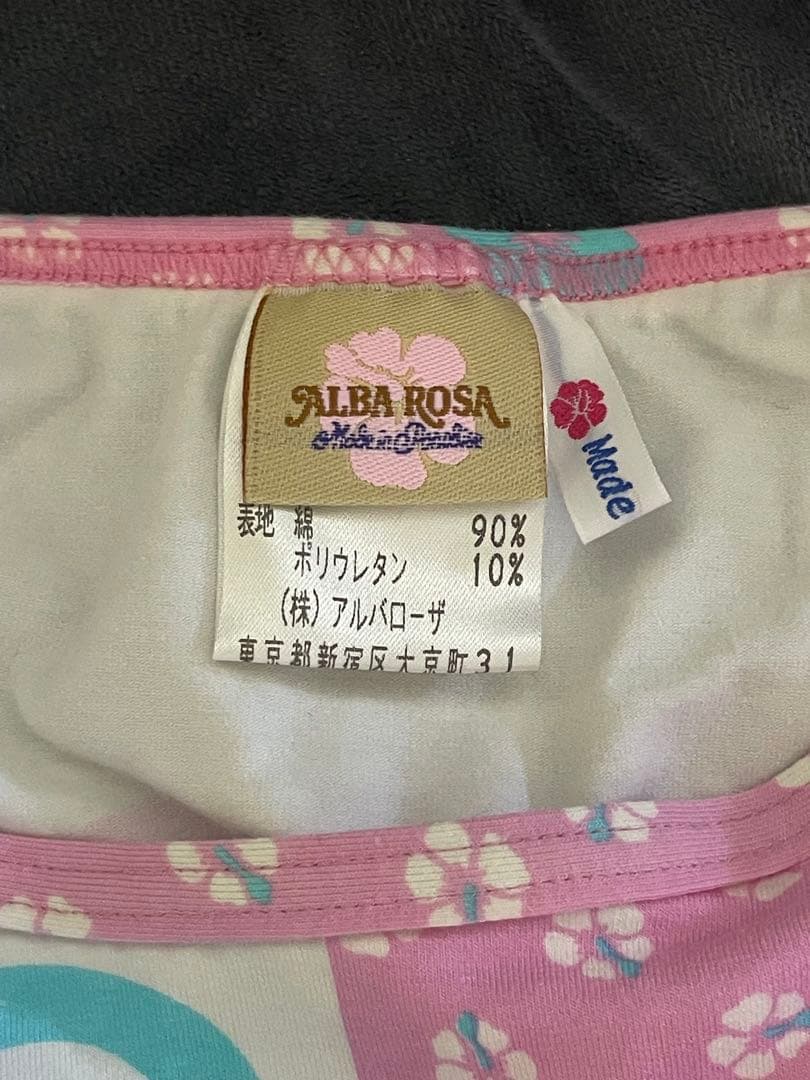 ALBA ROSA
Made in Paradise
Made
表地 綿 90%
ポリウレタン 10%
(株)アルバローザ
東京都新宿区大京町31